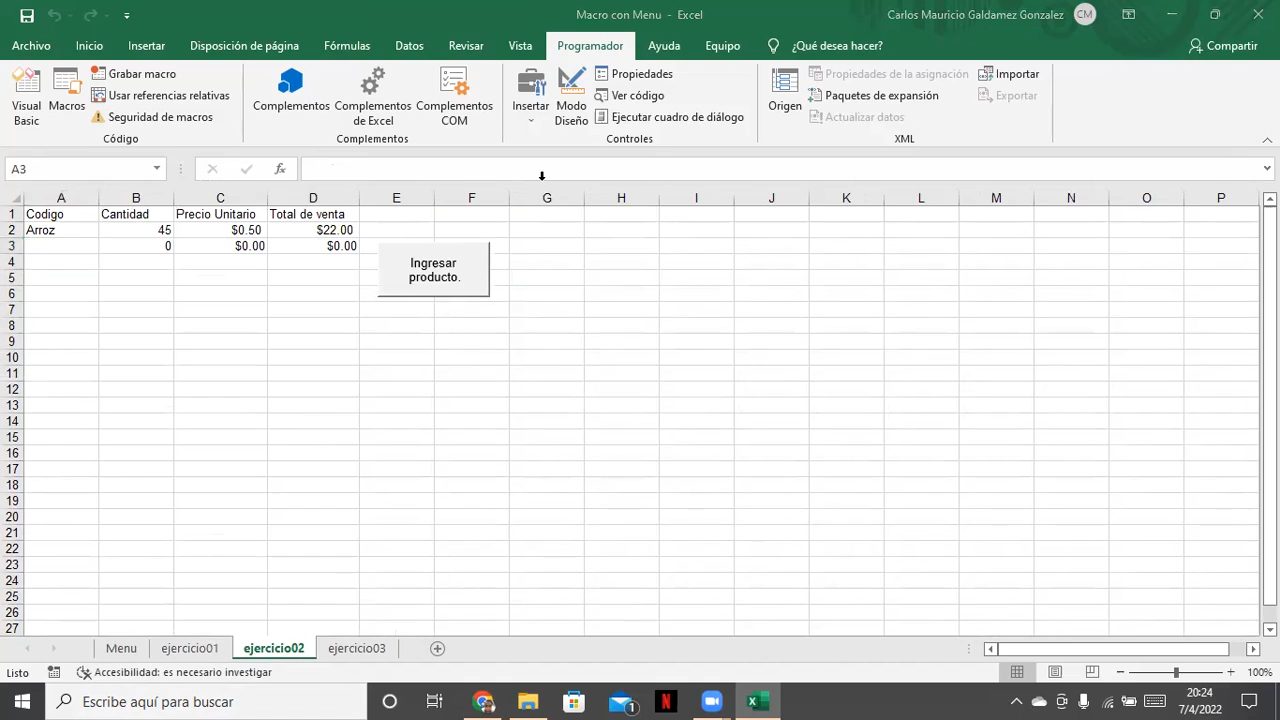 Macro con Menu - Excel
Carlos Mauricio Galdamez Gonzalez CM
Archivo Inicio Insertar Disposición de página Fórmulas Datos Revisar Vista Programador Ayuda Equipo ¿Qué desea hacer? Compartir
Visual Basic
Macros
Grabar macro
Usar referencias relativas
Seguridad de macros
Código
Complementos
Complementos de Excel
Complementos COM
Complementos
Insertar
Modo Diseño
Propiedades
Ver código
Ejecutar cuadro de diálogo
Controles
Origen
Propiedades de la asignación
Paquetes de expansión
Actualizar datos
Importar
Exportar
XML
A3 fx
A B C D E F G H I J K L M N O P
1 Codigo Cantidad Precio Unitario Total de venta
2 Arroz 45 $0.50 $22.00
3 0 $0.00 $0.00
Ingresar
producto.
4
5
6
7
8
9
10
11
12
13
14
15
16
17
18
19
20
21
22
23
24
25
26
27
Menu ejercicio01 ejercicio02 ejercicio03
Listo Accesibilidad: es necesario investigar 100%
Escribe aquí para buscar
1
N
20:24
7/4/2022